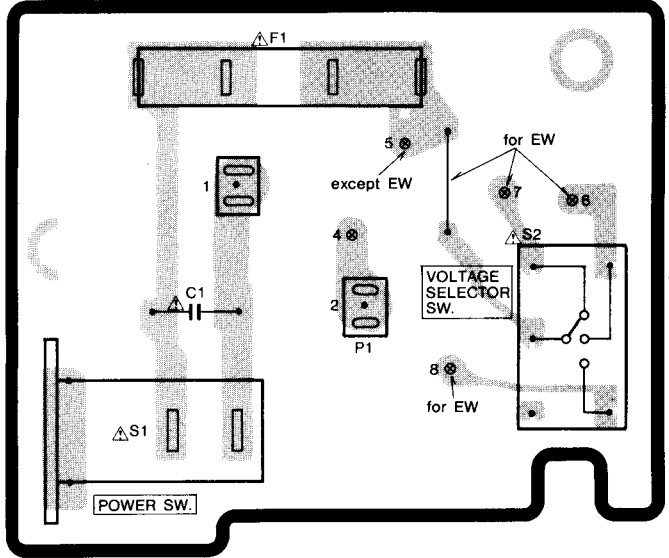 ⚠F1
for EW
5
except EW
1
7
6
4
⚠S2
VOLTAGE
SELECTOR
SW.
⚠ C1
2
P1
8
for EW
⚠S1
POWER SW.